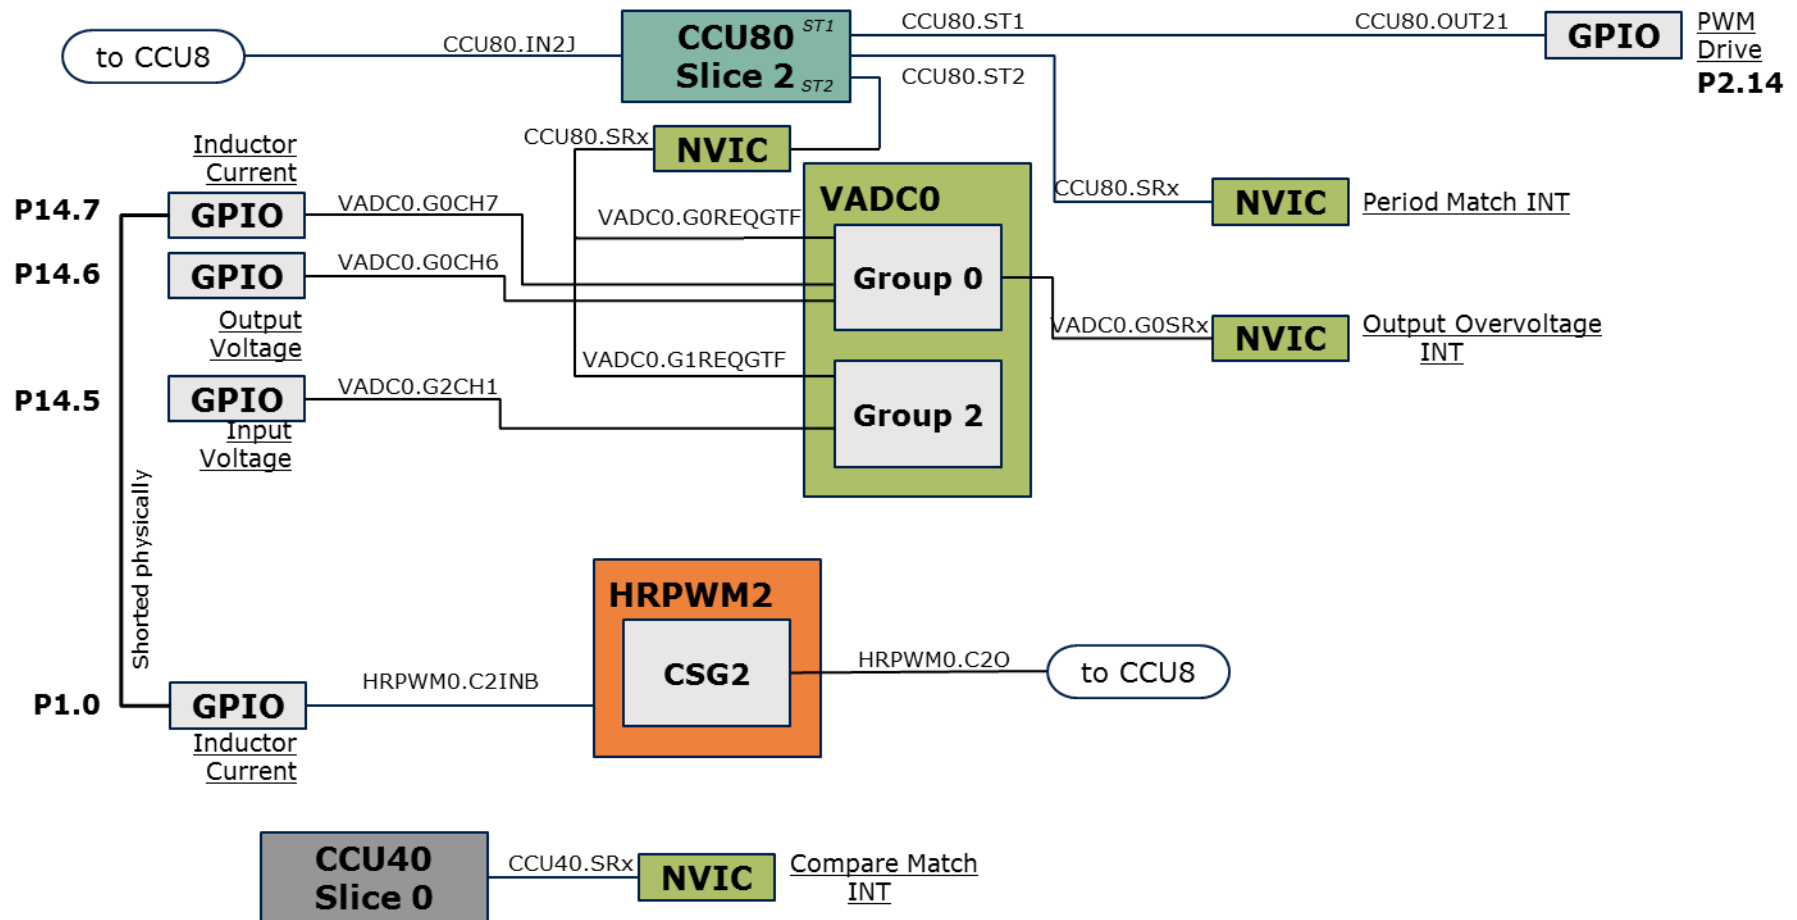 to CCU8
CCU80.IN2J
CCU80
Slice 2
ST1
ST2
CCU80.ST1
CCU80.OUT21
GPIO
PWM
Drive
P2.14
CCU80.ST2
CCU80.SRx
NVIC
Inductor
Current
P14.7
GPIO
VADC0.G0CH7
VADC0
VADC0.G0REQGTF
CCU80.SRx
NVIC
Period Match INT
P14.6
GPIO
VADC0.G0CH6
Group 0
Output
Voltage
VADC0.G0SRx
NVIC
Output Overvoltage
INT
VADC0.G1REQGTF
P14.5
GPIO
VADC0.G2CH1
Group 2
Input
Voltage
Shorted physically
HRPWM2
CSG2
HRPWM0.C2O
to CCU8
P1.0
GPIO
HRPWM0.C2INB
Inductor
Current
CCU40
Slice 0
CCU40.SRx
NVIC
Compare Match
INT